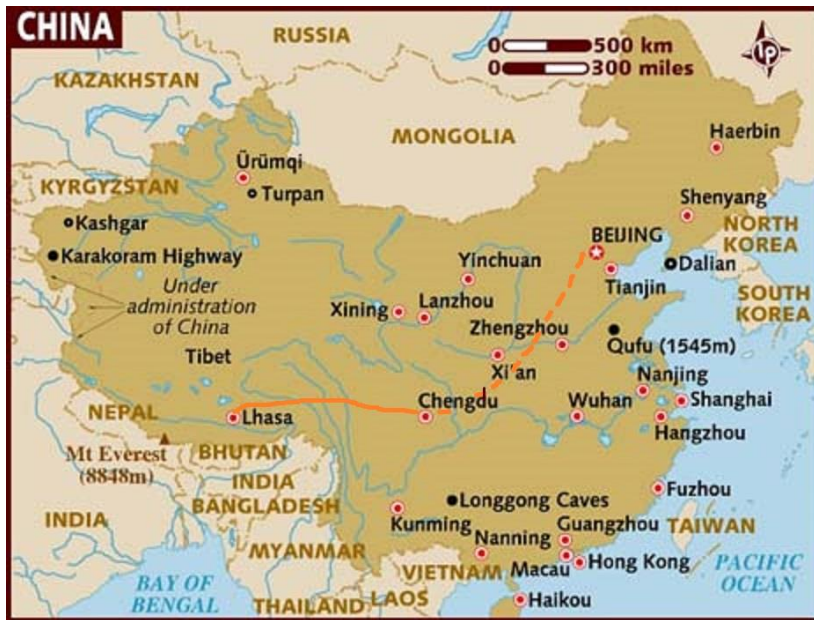 CHINA
RUSSIA
0 500 km
0 300 miles
lp
KAZAKHSTAN
MONGOLIA
Haerbin
Ürümqi
KYRGYZSTAN
Turpan
Shenyang
Kashgar
BEIJING
NORTH
KOREA
Karakoram Highway
Yinchuan
Dalian
Tianjin
Under
administration
of China
SOUTH
KOREA
Xining
Lanzhou
Zhengzhou
Qufu (1545m)
Tibet
Xi'an
Nanjing
NEPAL
Lhasa
Chengdu
Wuhan
Shanghai
Hangzhou
Mt Everest
(8848m)
BHUTAN
INDIA
BANGLADESH
Longgong Caves
Fuzhou
INDIA
Kunming
Guangzhou
TAIWAN
MYANMAR
Nanning
VIETNAM
Macau
Hong Kong
PACIFIC
OCEAN
BAY OF
BENGAL
THAILAND
LAOS
Haikou